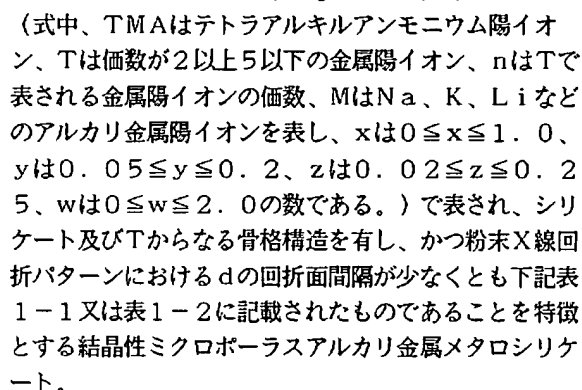 （式中、TMAはテトラアルキルアンモニウム陽イオ
ン、Tは価数が2以上5以下の金属陽イオン、nはTで
表される金属陽イオンの価数、MはNa、K、Liなど
のアルカリ金属陽イオンを表し、xは0≦x≦1．0、
yは0．05≦y≦0．2、zは0．02≦z≦0．2
5、wは0≦w≦2．0の数である。）で表され、シリ
ケート及びTからなる骨格構造を有し、かつ粉末X線回
折パターンにおけるdの回折面間隔が少なくとも下記表
1－1又は表1－2に記載されたものであることを特徴
とする結晶性ミクロポーラスアルカリ金属メタロシリケ
ート。